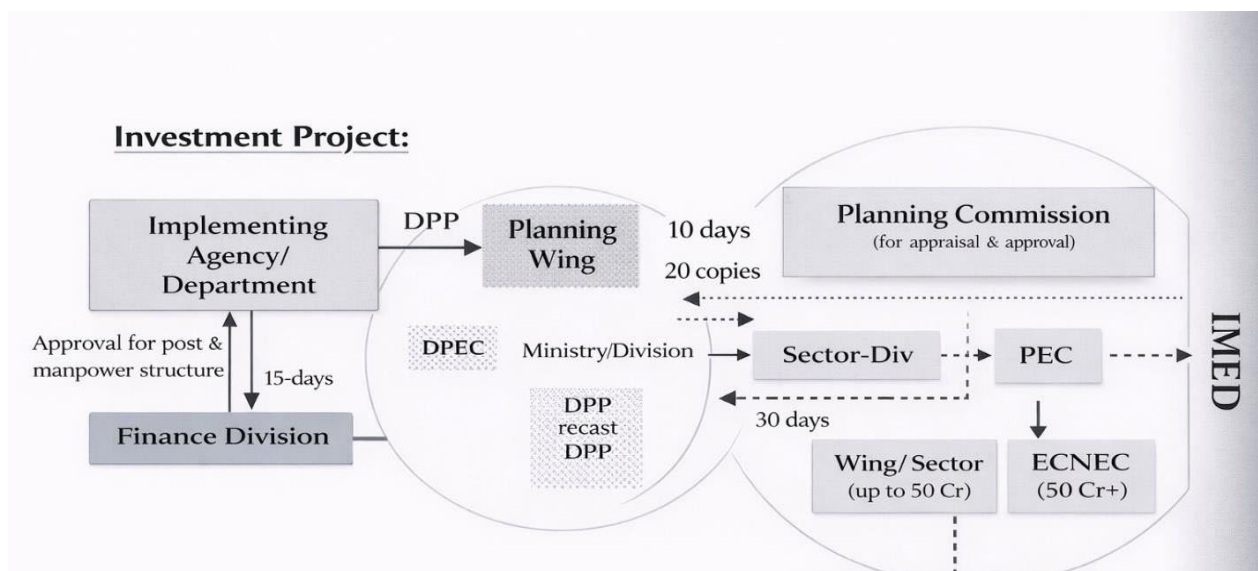 Investment Project:
Implementing
Agency/
Department
DPP
Planning
Wing
10 days
20 copies
Planning Commission
(for appraisal & approval)
Approval for post &
manpower structure
15-days
Finance Division
DPEC
Ministry/Division
DPP
recast
DPP
Sector-Div
PEC
30 days
Wing/ Sector
(up to 50 Cr)
ECNEC
(50 Cr+)
IMED